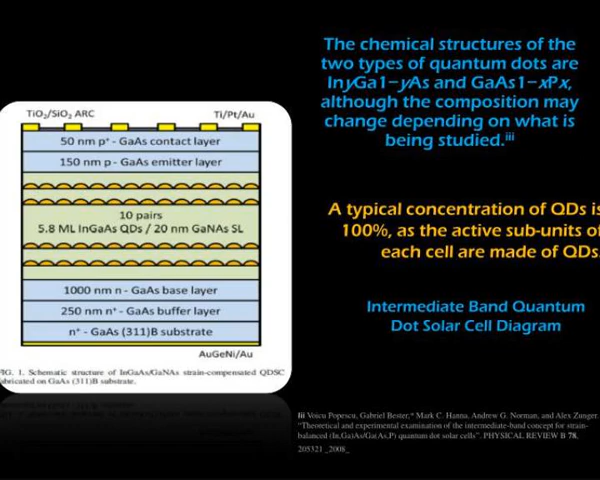 The chemical structures of the
two types of quantum dots are
InyGa1−yAs and GaAs1−xPx,
although the composition may
change depending on what is
being studied.iii
TiO2/SiO2 ARC
Ti/Pt/Au
50 nm p+ - GaAs contact layer
150 nm p - GaAs emitter layer
10 pairs
5.8 ML InGaAs QDs / 20 nm GaNAs SL
1000 nm n - GaAs base layer
250 nm n+ - GaAs buffer layer
n+ - GaAs (311)B substrate
AuGeNi/Au
FIG. 1. Schematic structure of InGaAs/GaNAs strain-compensated QDSC
fabricated on GaAs (311)B substrate.
A typical concentration of QDs is
100%, as the active sub-units of
each cell are made of QDs.
Intermediate Band Quantum
Dot Solar Cell Diagram
iii Voicu Popescu, Gabriel Bester,* Mark C. Hanna, Andrew G. Norman, and Alex Zunger.
"Theoretical and experimental examination of the intermediate-band concept for strain-
balanced (In,Ga)As/Ga(As,P) quantum dot solar cells". PHYSICAL REVIEW B 78,
205321 _2008_